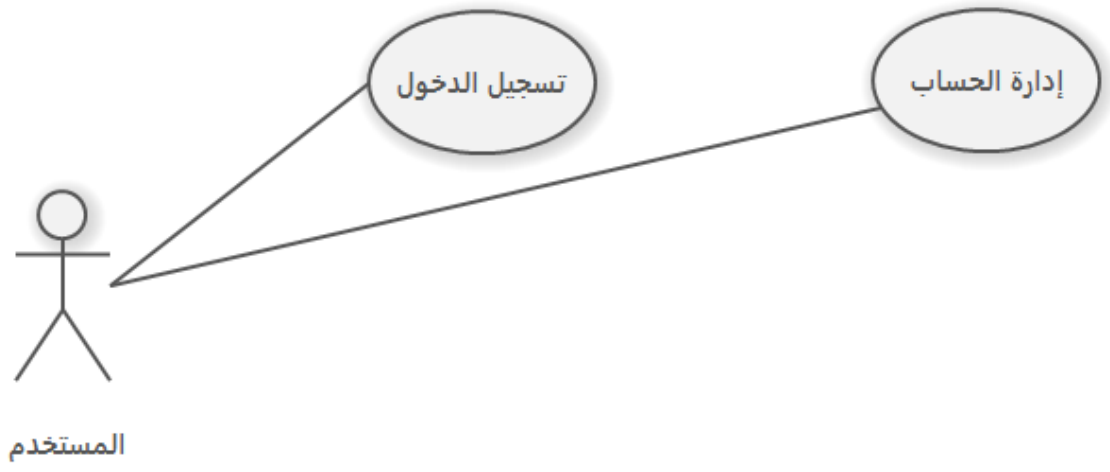 إدارة الحساب
تسجيل الدخول
المستخدم